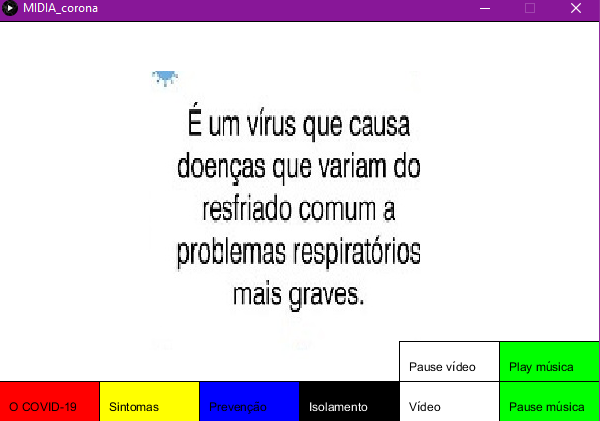 MIDIA_corona
É um vírus que causa
doenças que variam do
resfriado comum a
problemas respiratórios
mais graves.
Pause vídeo
Play música
O COVID-19
Sintomas
Prevenção
Isolamento
Vídeo
Pause música